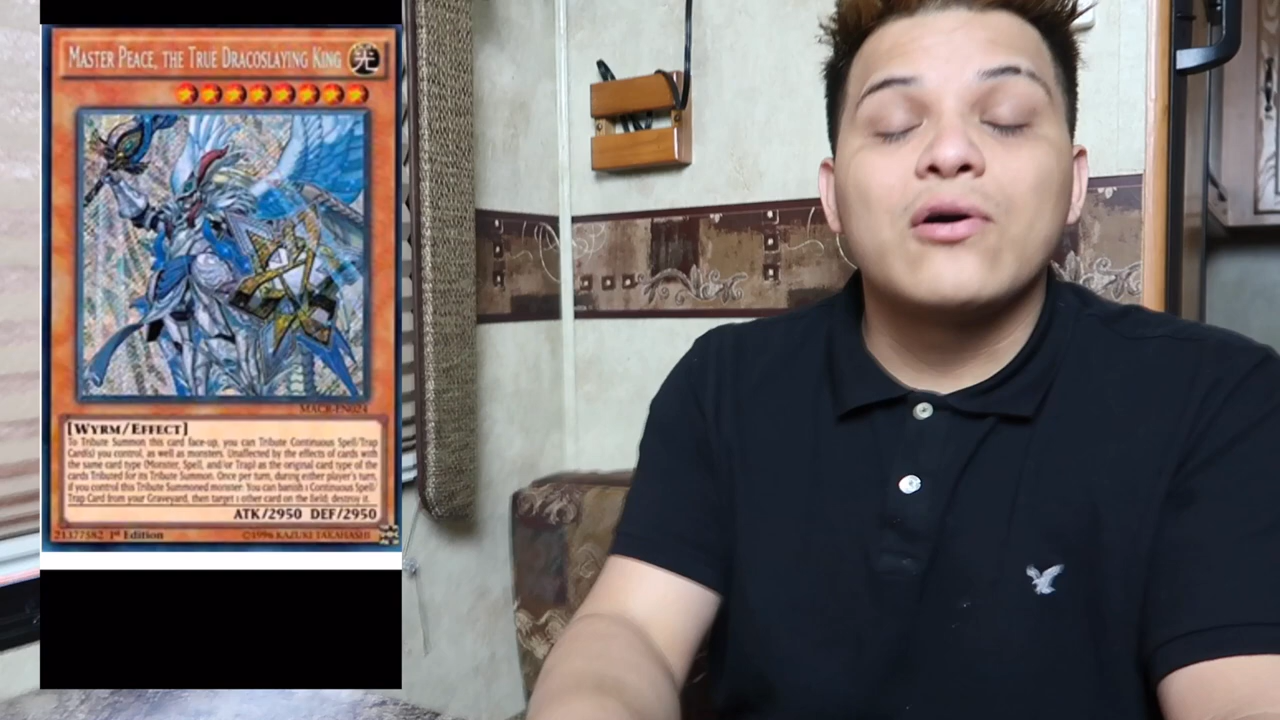 MASTER PEACE, THE TRUE DRACOSLAYING KING
光
MACR-EN024
[WYRM/EFFECT]
To Tribute Summon this card face-up, you can Tribute Continuous Spell/Trap
Card(s) you control, as well as monsters. Unaffected by the effects of cards with
the same card type (Monster, Spell, and/or Trap) as the original card type of the
cards Tributed for its Tribute Summon. Once per turn, during either player's turn,
if you control this Tribute Summoned monster: You can banish 1 Continuous Spell/
Trap Card from your Graveyard, then target 1 other card on the field; destroy it.
ATK/2950 DEF/2950
21377582 1st Edition ©1996 KAZUKI TAKAHASHI